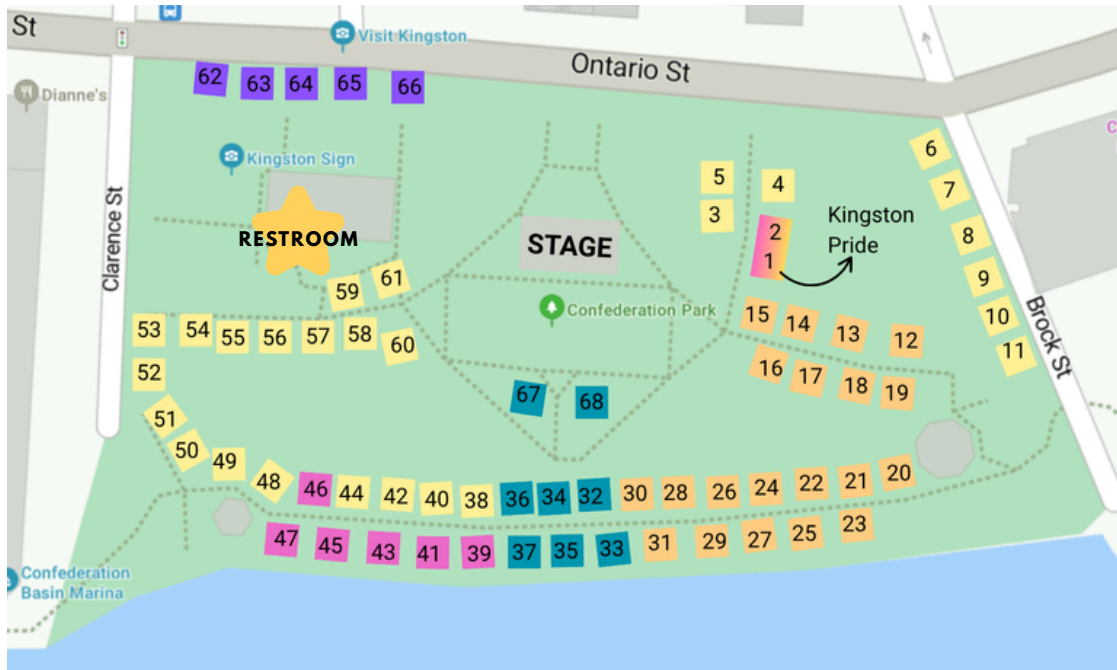 St
Visit Kingston
Ontario St
62 63 64 65 66
Dianne's
Kingston Sign
RESTROOM
Clarence St
STAGE
5 4
3
2
1
Kingston
Pride
6
7
8
9
10
11
Brock St
59 61
Confederation Park
53 54 55 56 57 58 60
52
51
50 49 48
15 14 13 12
16 17 18 19
67 68
46 44 42 40 38 36 34 32 30 28 26 24 22 21 20
47 45 43 41 39 37 35 33 31 29 27 25 23
Confederation
Basin Marina